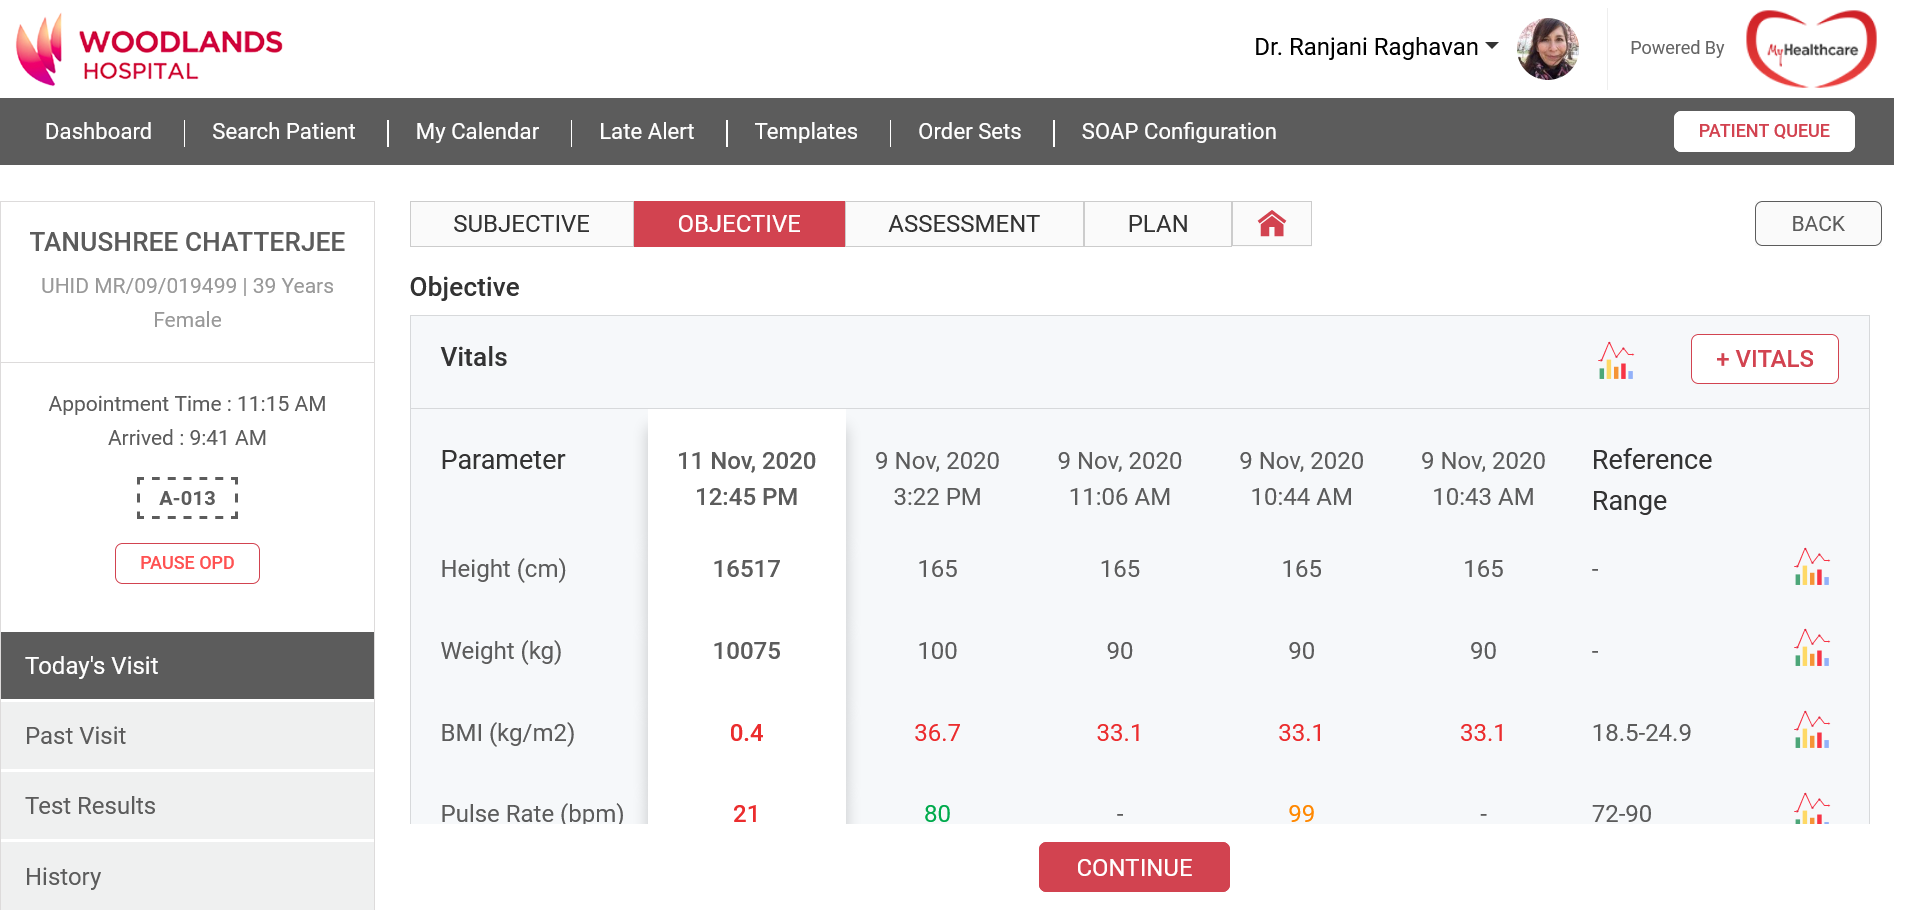 WOODLANDS
HOSPITAL
Dr. Ranjani Raghavan
Powered By
MyHealthcare
Dashboard
Search Patient
My Calendar
Late Alert
Templates
Order Sets
SOAP Configuration
PATIENT QUEUE
TANUSHREE CHATTERJEE
UHID MR/09/019499 | 39 Years
Female
Appointment Time : 11:15 AM
Arrived : 9:41 AM
A-013
PAUSE OPD
Today's Visit
Past Visit
Test Results
History
SUBJECTIVE
OBJECTIVE
ASSESSMENT
PLAN
BACK
Objective
Vitals
+ VITALS
Parameter
11 Nov, 2020
12:45 PM
9 Nov, 2020
3:22 PM
9 Nov, 2020
11:06 AM
9 Nov, 2020
10:44 AM
9 Nov, 2020
10:43 AM
Reference
Range
Height (cm) 16517 165 165 165 165 -
Weight (kg) 10075 100 90 90 90 -
BMI (kg/m2) 0.4 36.7 33.1 33.1 33.1 18.5-24.9
Pulse Rate (bpm) 21 80 - 99 - 72-90
CONTINUE